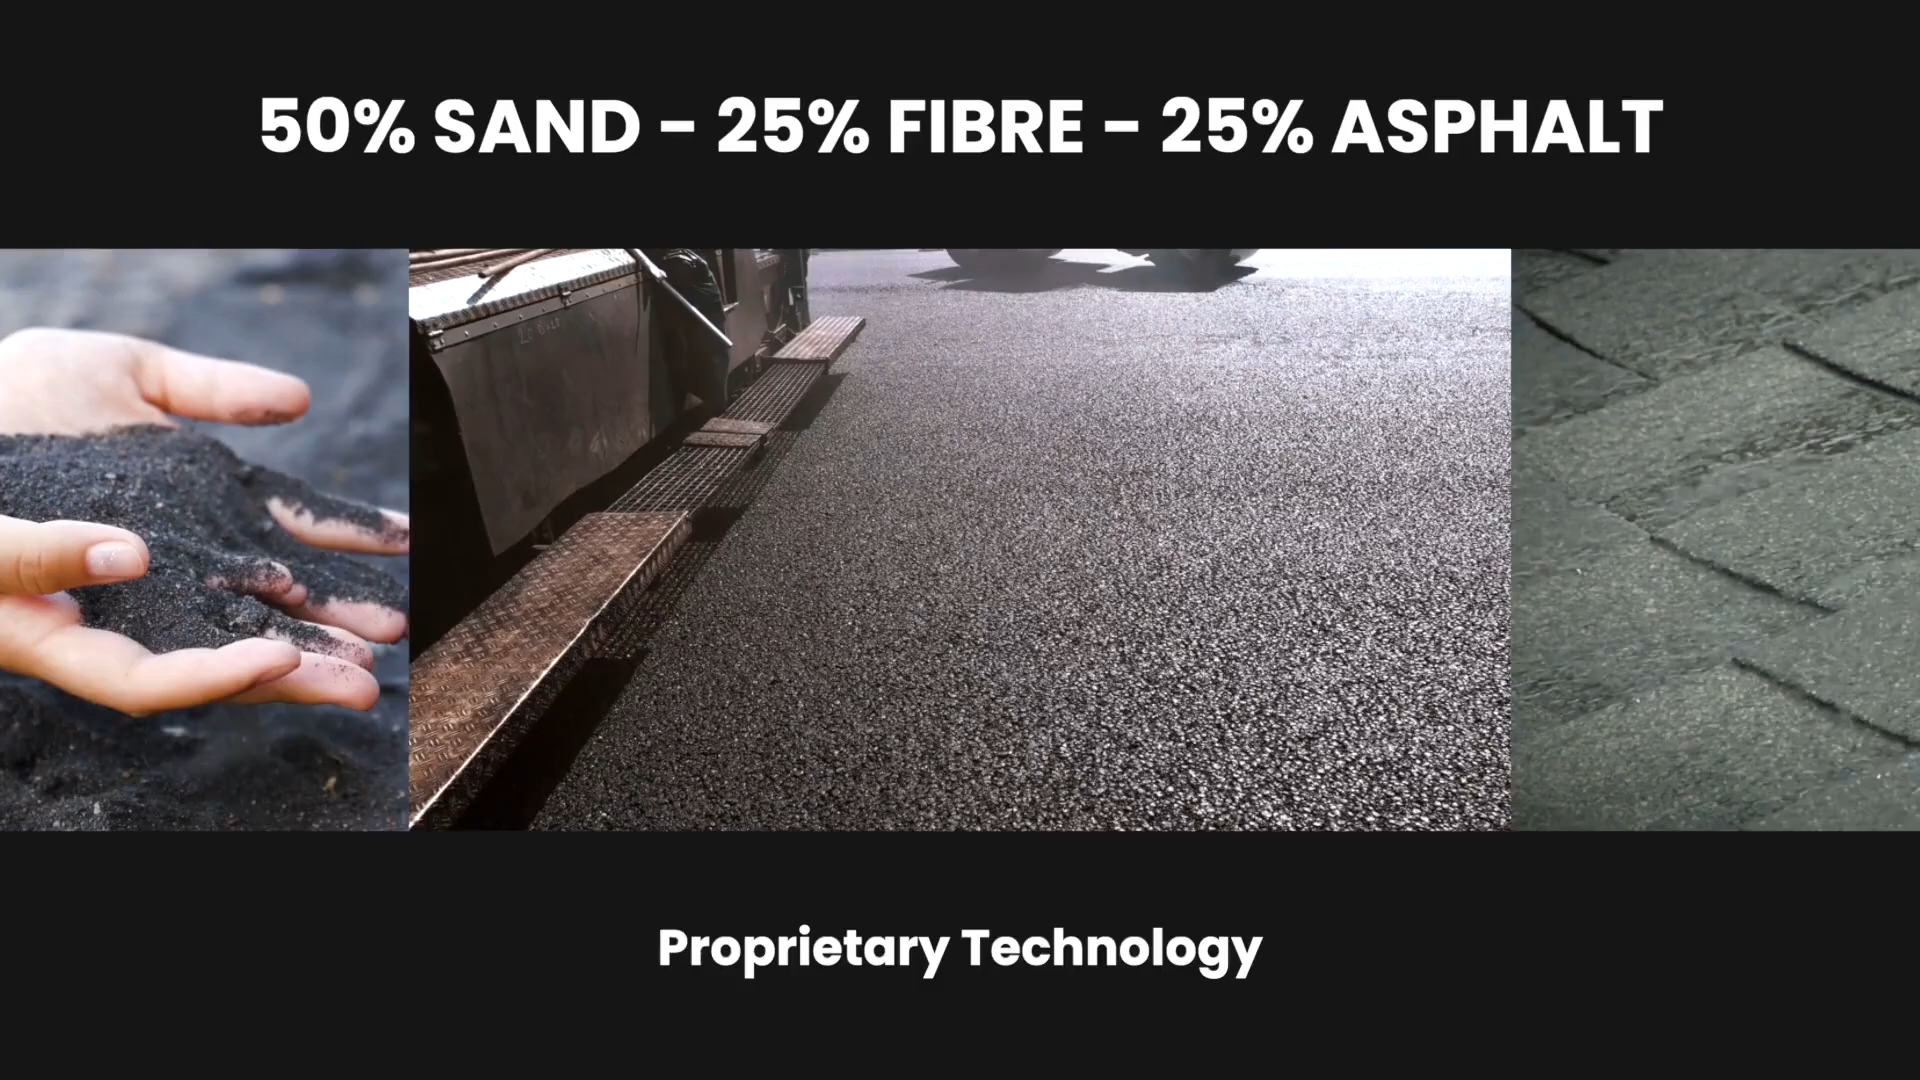 50% SAND - 25% FIBRE - 25% ASPHALT
Proprietary Technology